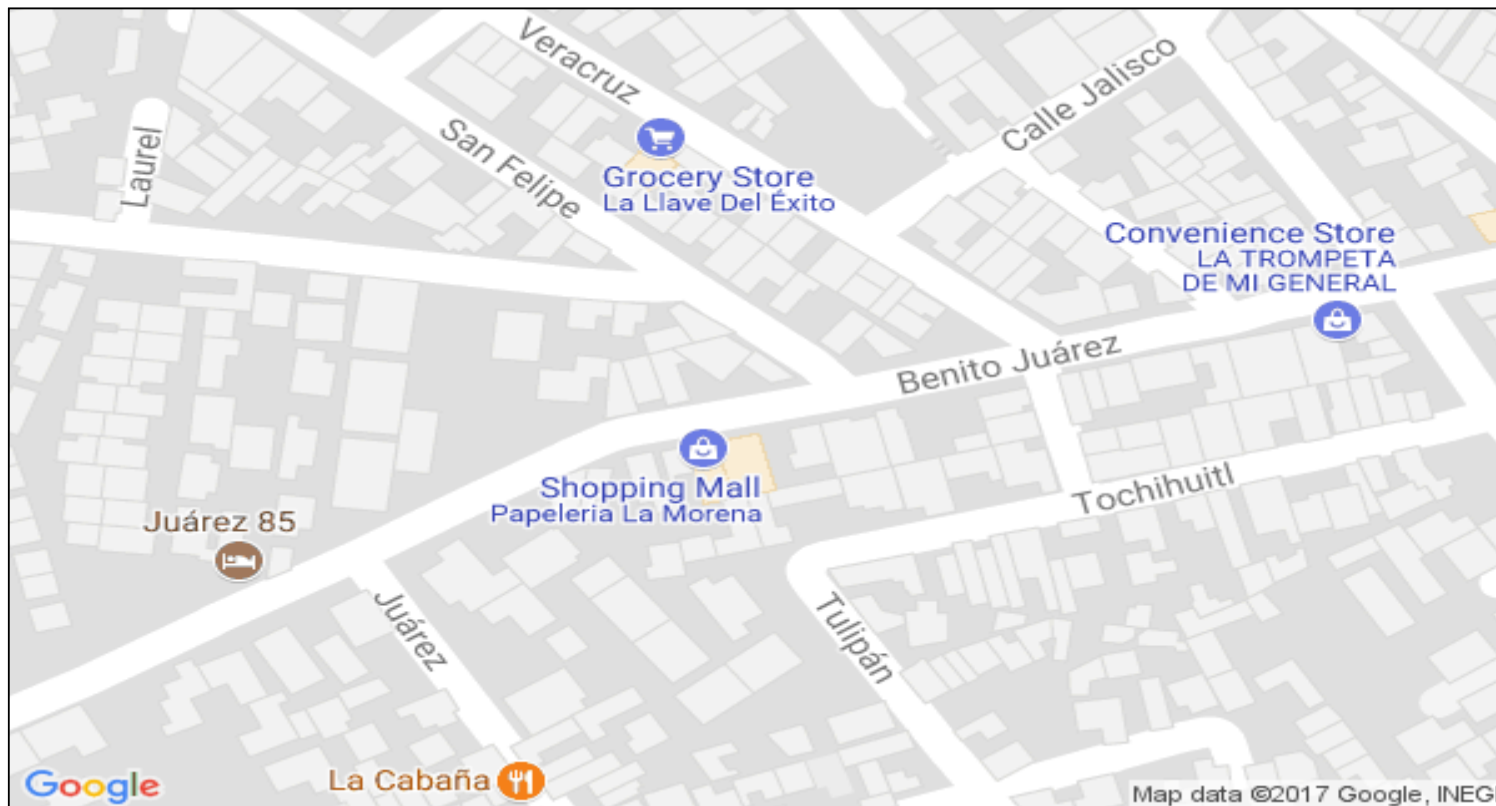 Veracruz
Calle Jalisco
Laurel
San Felipe
Grocery Store
La Llave Del Éxito
Convenience Store
LA TROMPETA
DE MI GENERAL
Benito Juárez
Shopping Mall
Papeleria La Morena
Tochihuitl
Juárez 85
Juárez
Tulipán
La Cabaña
Google
Map data ©2017 Google, INEGI